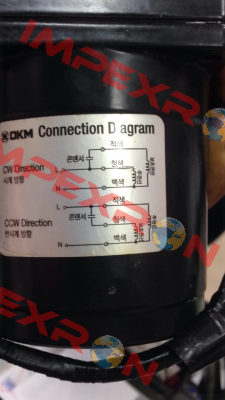 DKM Connection Diagram
적색
콘덴서
CW Direction
청색
시계 방향
N
백색
L
적색
콘덴서
CCW Direction
청색
반시계 방향
N
백색
IMPEXRON
IMPEXRON